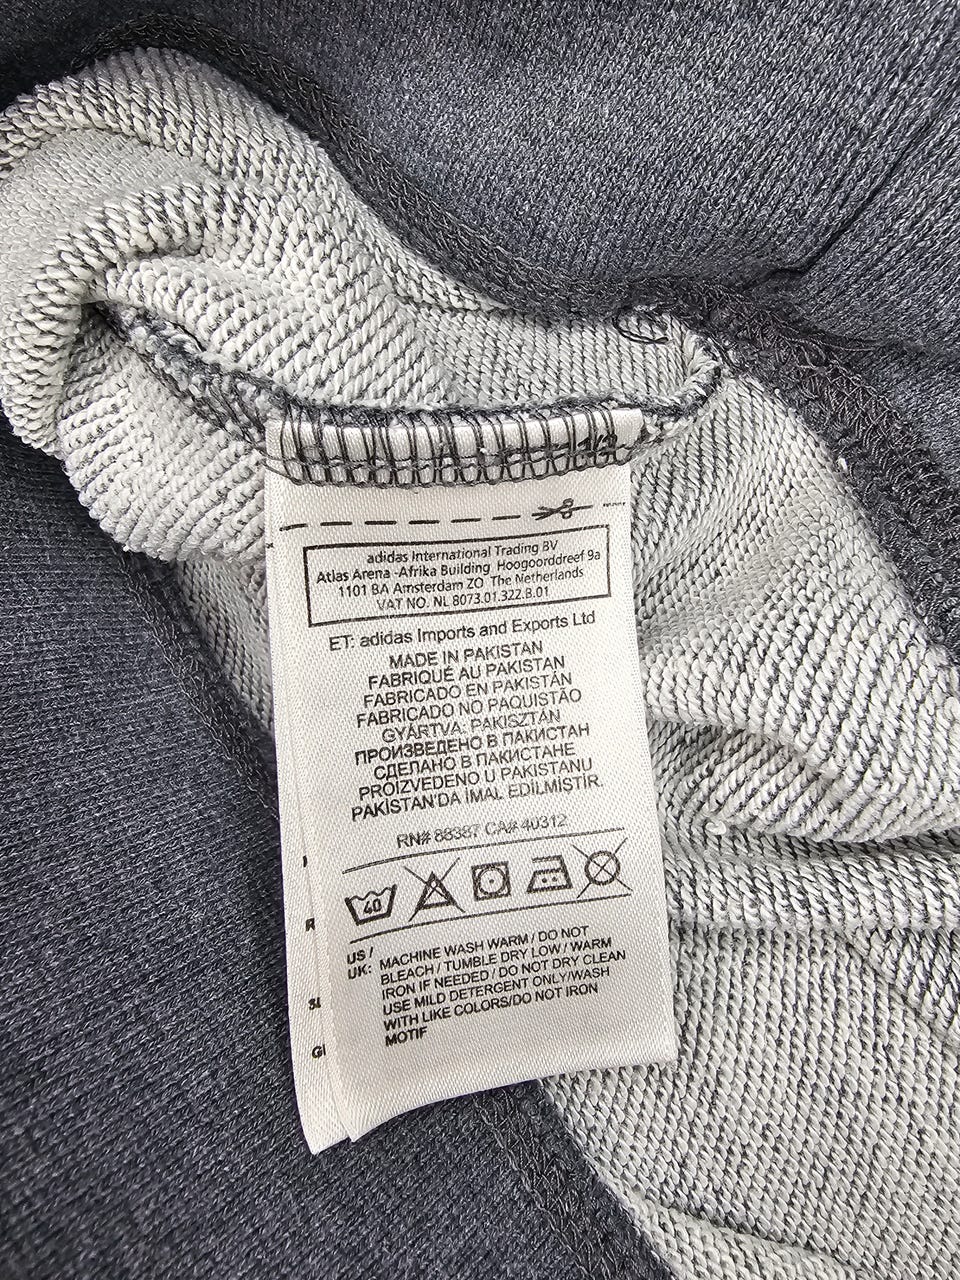 1/2
adidas International Trading BV
Atlas Arena -Afrika Building Hoogoorddreef 9a
1101 BA Amsterdam ZO The Netherlands
VAT NO. NL 8073.01.322.B.01
ET: adidas Imports and Exports Ltd
MADE IN PAKISTAN
FABRIQUÉ AU PAKISTAN
FABRICADO EN PAKISTÁN
FABRICADO NO PAQUISTÃO
GYÁRTVA: PAKISZTÁN
ПРОИЗВЕДЕНО В ПАКИСТАН
СДЕЛАНО В ПАКИСТАНЕ
PROIZVEDENO U PAKISTANU
PAKİSTAN'DA İMAL EDİLMİSTİR.
RN# 88387 CA# 40312
40
US / UK: MACHINE WASH WARM / DO NOT
BLEACH / TUMBLE DRY LOW / WARM
IRON IF NEEDED / DO NOT DRY CLEAN
USE MILD DETERGENT ONLY/WASH
WITH LIKE COLORS/DO NOT IRON
MOTIF